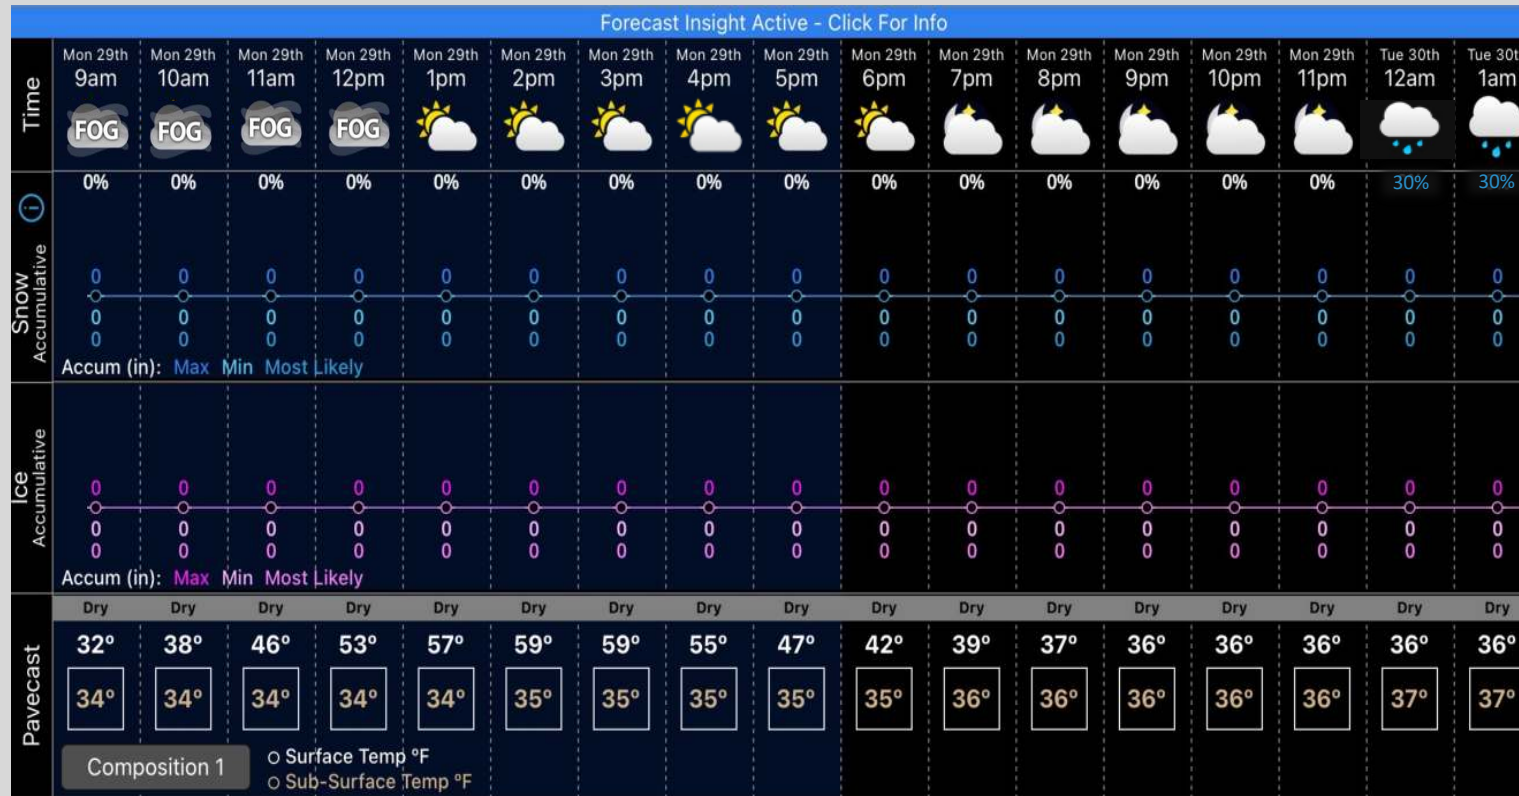 Forecast Insight Active - Click For Info
Time
Mon 29th Mon 29th Mon 29th Mon 29th Mon 29th Mon 29th Mon 29th Mon 29th Mon 29th Mon 29th Mon 29th Mon 29th Mon 29th Mon 29th Mon 29th Tue 30th Tue 30t
9am 10am 11am 12pm 1pm 2pm 3pm 4pm 5pm 6pm 7pm 8pm 9pm 10pm 11pm 12am 1am
FOG FOG FOG FOG
Snow
Accumulative
0% 0% 0% 0% 0% 0% 0% 0% 0% 0% 0% 0% 0% 0% 0% 30% 30%
0 0 0 0 0 0 0 0 0 0 0 0 0 0 0 0 0
0 0 0 0 0 0 0 0 0 0 0 0 0 0 0 0 0
0 0 0 0 0 0 0 0 0 0 0 0 0 0 0 0 0
Accum (in): Max Min Most Likely
Ice
Accumulative
0 0 0 0 0 0 0 0 0 0 0 0 0 0 0 0 0
0 0 0 0 0 0 0 0 0 0 0 0 0 0 0 0 0
0 0 0 0 0 0 0 0 0 0 0 0 0 0 0 0 0
Accum (in): Max Min Most Likely
Pavecast
Dry Dry Dry Dry Dry Dry Dry Dry Dry Dry Dry Dry Dry Dry Dry Dry Dry
32° 38° 46° 53° 57° 59° 59° 55° 47° 42° 39° 37° 36° 36° 36° 36° 36°
34° 34° 34° 34° 34° 35° 35° 35° 35° 35° 36° 36° 36° 36° 36° 37° 37°
Composition 1
Surface Temp °F
Sub-Surface Temp °F